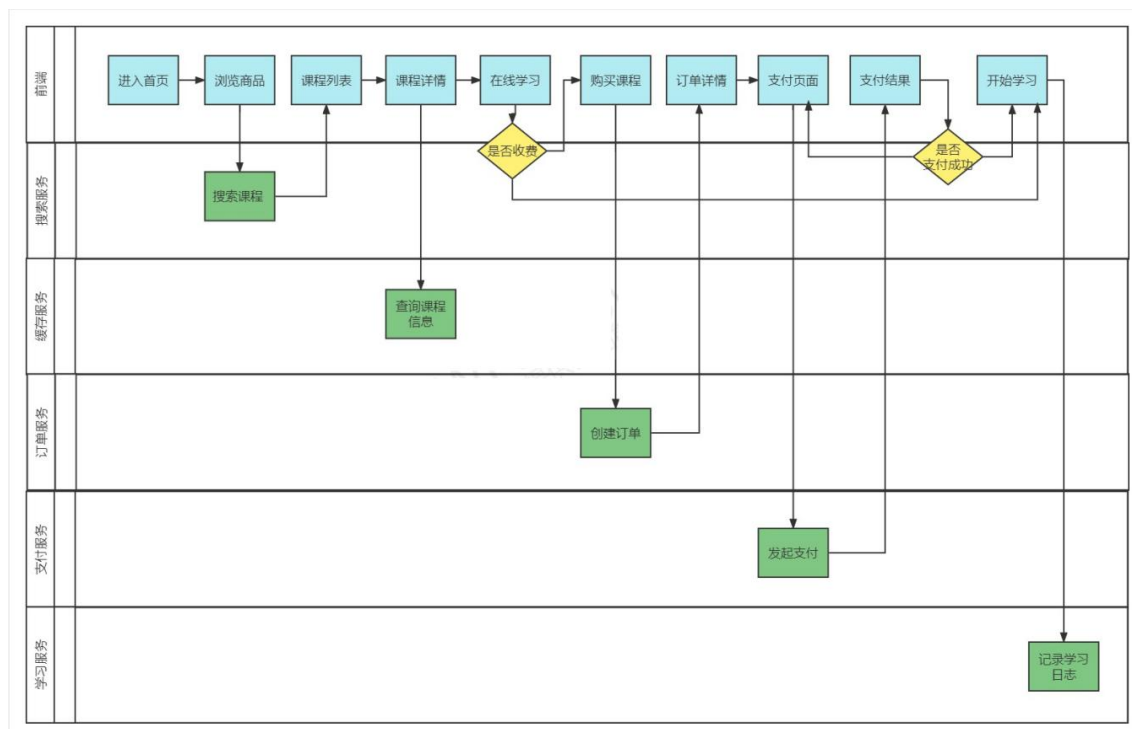 前端
进入首页
浏览商品
课程列表
课程详情
在线学习
购买课程
订单详情
支付页面
支付结果
开始学习
是否收费
是否
支付成功
搜索服务
搜索课程
缓存服务
查询课程
信息
订单服务
创建订单
支付服务
发起支付
学习服务
记录学习
日志